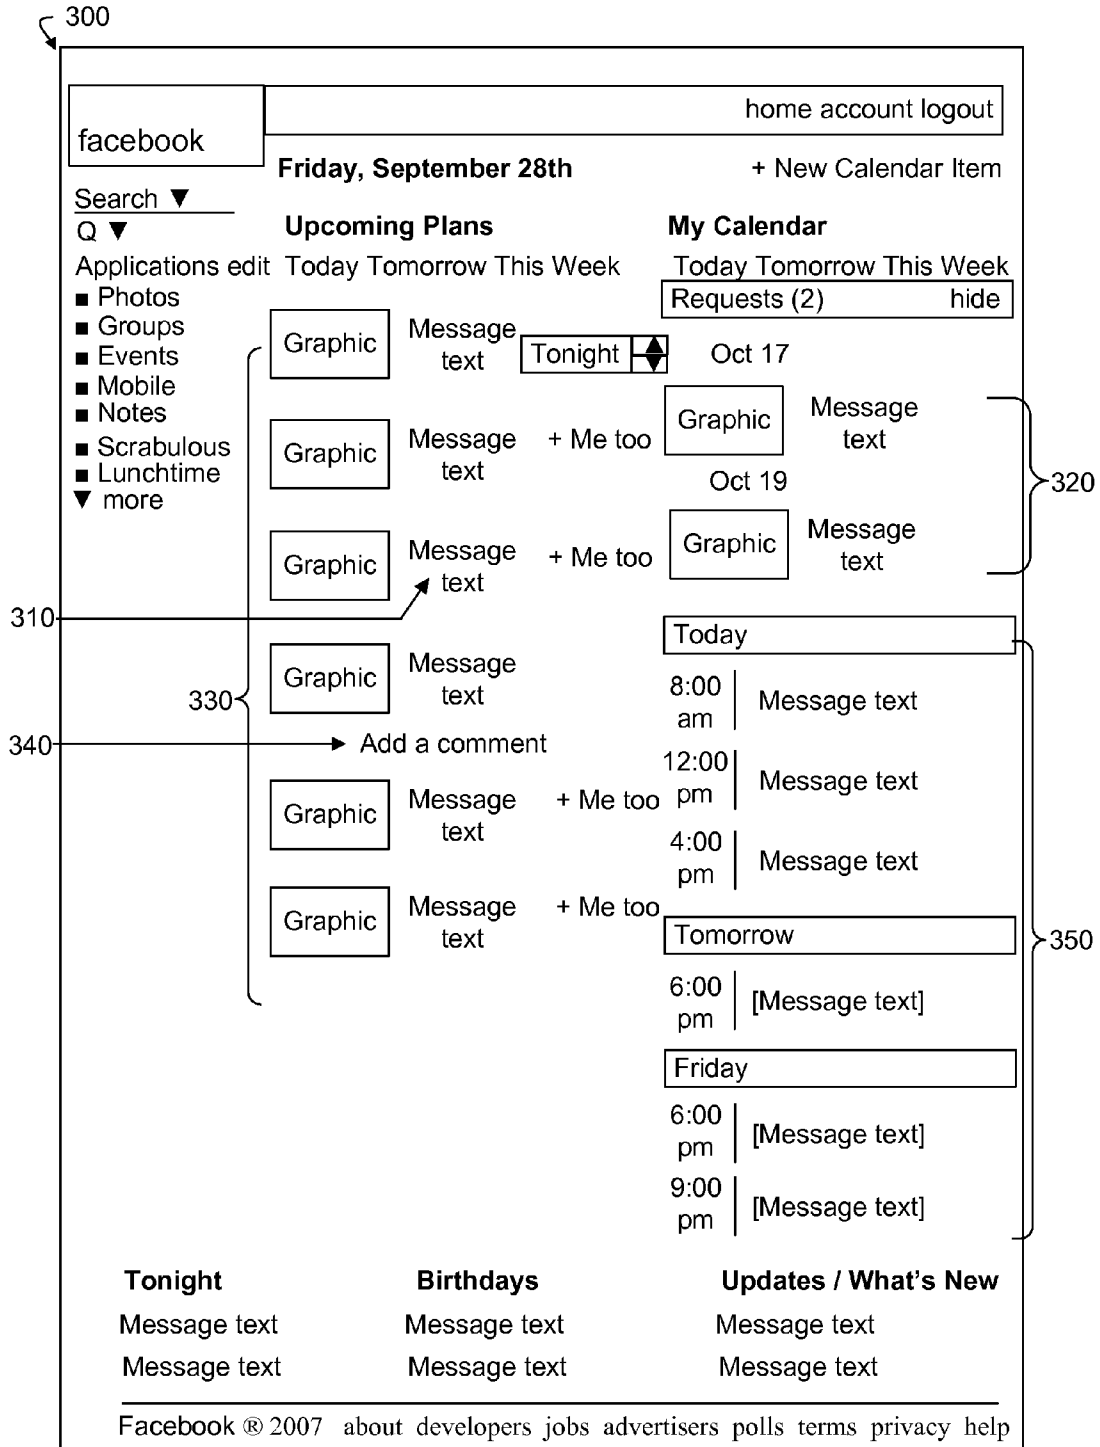 300
home account logout
facebook
Friday, September 28th
+ New Calendar Item
Search ▼
Q ▼
Applications edit
■ Photos
■ Groups
■ Events
■ Mobile
■ Notes
■ Scrabulous
■ Lunchtime
▼ more
Upcoming Plans
Today Tomorrow This Week
Graphic
Message
text
Tonight
Graphic
Message
text
+ Me too
Graphic
Message
text
+ Me too
310
Graphic
Message
text
330
340
Add a comment
Graphic
Message
text
+ Me too
Graphic
Message
text
+ Me too
My Calendar
Today Tomorrow This Week
Requests (2) hide
Oct 17
Graphic
Message
text
Oct 19
Graphic
Message
text
320
Today
8:00
am
Message text
12:00
pm
Message text
4:00
pm
Message text
Tomorrow
350
6:00
pm
[Message text]
Friday
6:00
pm
[Message text]
9:00
pm
[Message text]
Tonight
Message text
Message text
Birthdays
Message text
Message text
Updates / What's New
Message text
Message text
Facebook ® 2007 about developers jobs advertisers polls terms privacy help